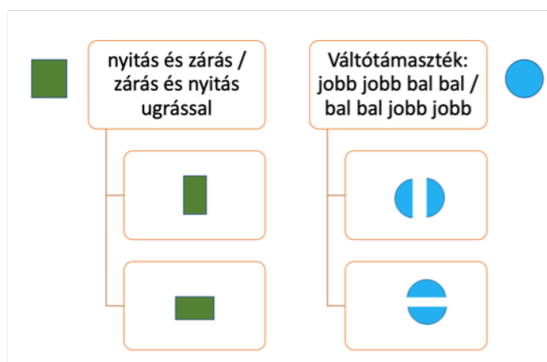 nyitás és zárás /
zárás és nyitás
ugrással
Váltótámaszték:
jobb jobb bal bal /
bal bal jobb jobb